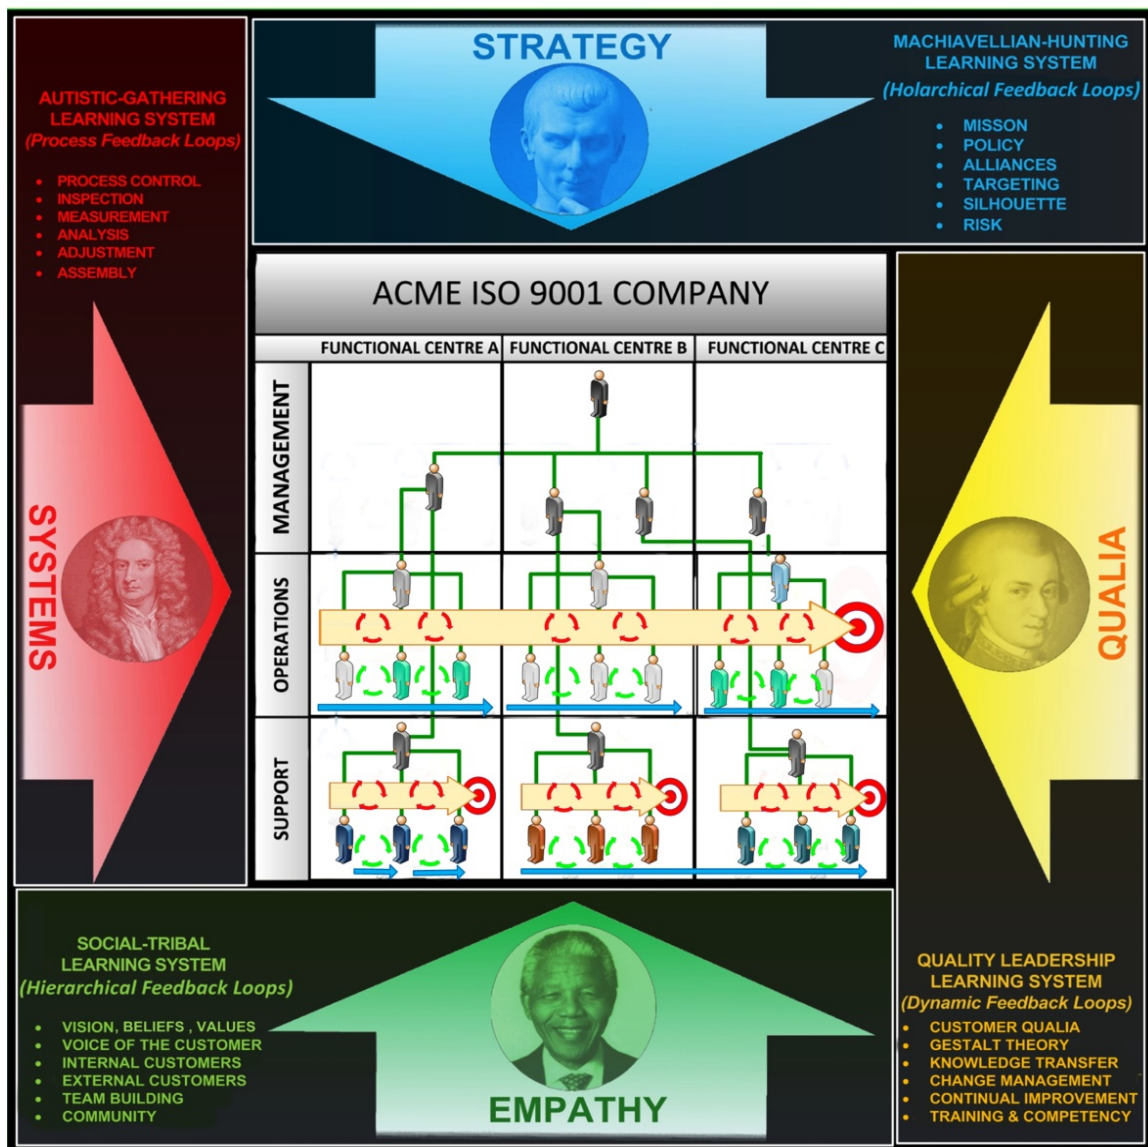 AUTISTIC-GATHERING
LEARNING SYSTEM
(Process Feedback Loops)
• PROCESS CONTROL
• INSPECTION
• MEASUREMENT
• ANALYSIS
• ADJUSTMENT
• ASSEMBLY
SYSTEMS
STRATEGY
MACHIAVELLIAN-HUNTING
LEARNING SYSTEM
(Holarchical Feedback Loops)
• MISSON
• POLICY
• ALLIANCES
• TARGETING
• SILHOUETTE
• RISK
ACME ISO 9001 COMPANY
FUNCTIONAL CENTRE A
FUNCTIONAL CENTRE B
FUNCTIONAL CENTRE C
MANAGEMENT
OPERATIONS
SUPPORT
QUALIA
SOCIAL-TRIBAL
LEARNING SYSTEM
(Hierarchical Feedback Loops)
• VISION, BELIEFS , VALUES
• VOICE OF THE CUSTOMER
• INTERNAL CUSTOMERS
• EXTERNAL CUSTOMERS
• TEAM BUILDING
• COMMUNITY
EMPATHY
QUALITY LEADERSHIP
LEARNING SYSTEM
(Dynamic Feedback Loops)
• CUSTOMER QUALIA
• GESTALT THEORY
• KNOWLEDGE TRANSFER
• CHANGE MANAGEMENT
• CONTINUAL IMPROVEMENT
• TRAINING & COMPETENCY